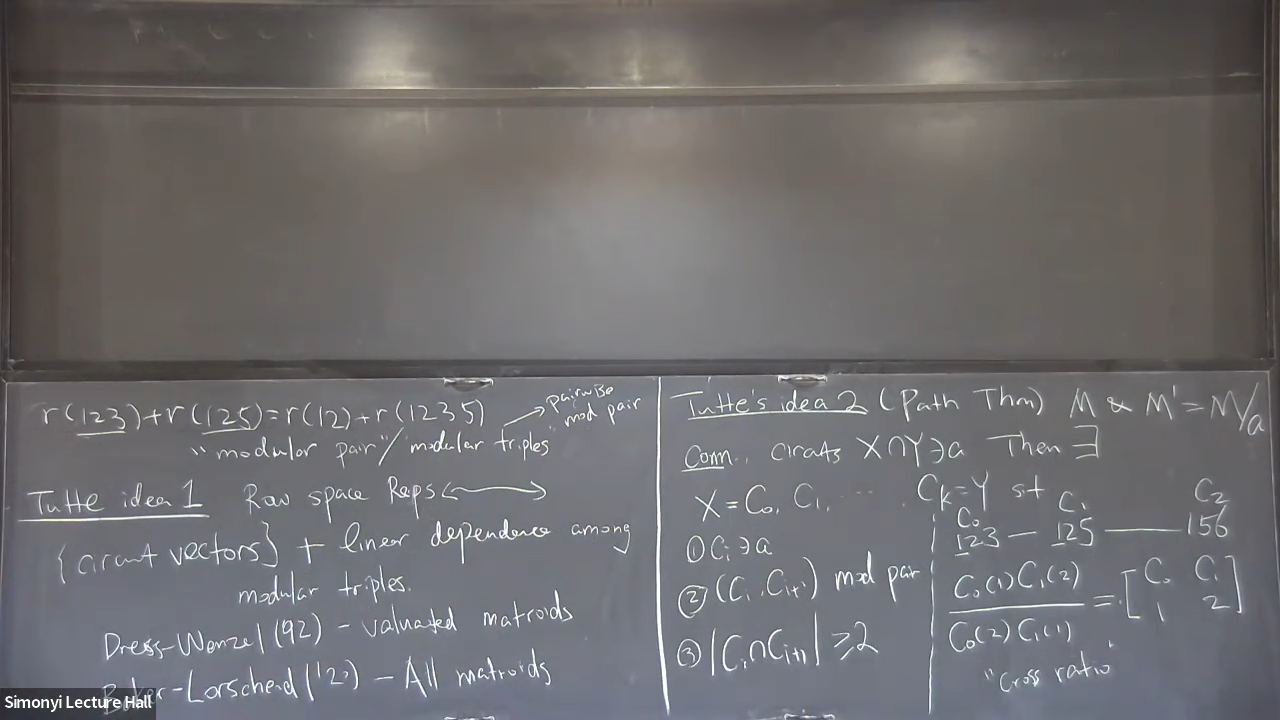 r(123)+r(125)=r(12)+r(1235)
pairwise mod pair
"modular pair"/"modular triples"
Tutte idea 1 Row space Reps ⟷
{circuit vectors} + linear dependence among
modular triples.
Dress-Wenzel (92) - valuated matroids
Baker-Lorscheid ('2?) - All matroids
Tutte's idea 2 (Path Thm) M & M' = M/a
Conn., circuits X∩Y∋a Then ∃
X = C₀, C₁, ... Cₖ=Y st
① Cᵢ∋a
② (Cᵢ, Cᵢ₊₁) mod pair
③ |Cᵢ∩Cᵢ₊₁| ≥2
C₀ C₁ C₂
123 — 125 — 156
C₀(1)C₁(2) / C₀(2)C₁(1) = [C₀ C₁ 1 2]
"Cross ratio"
Simonyi Lecture Hall